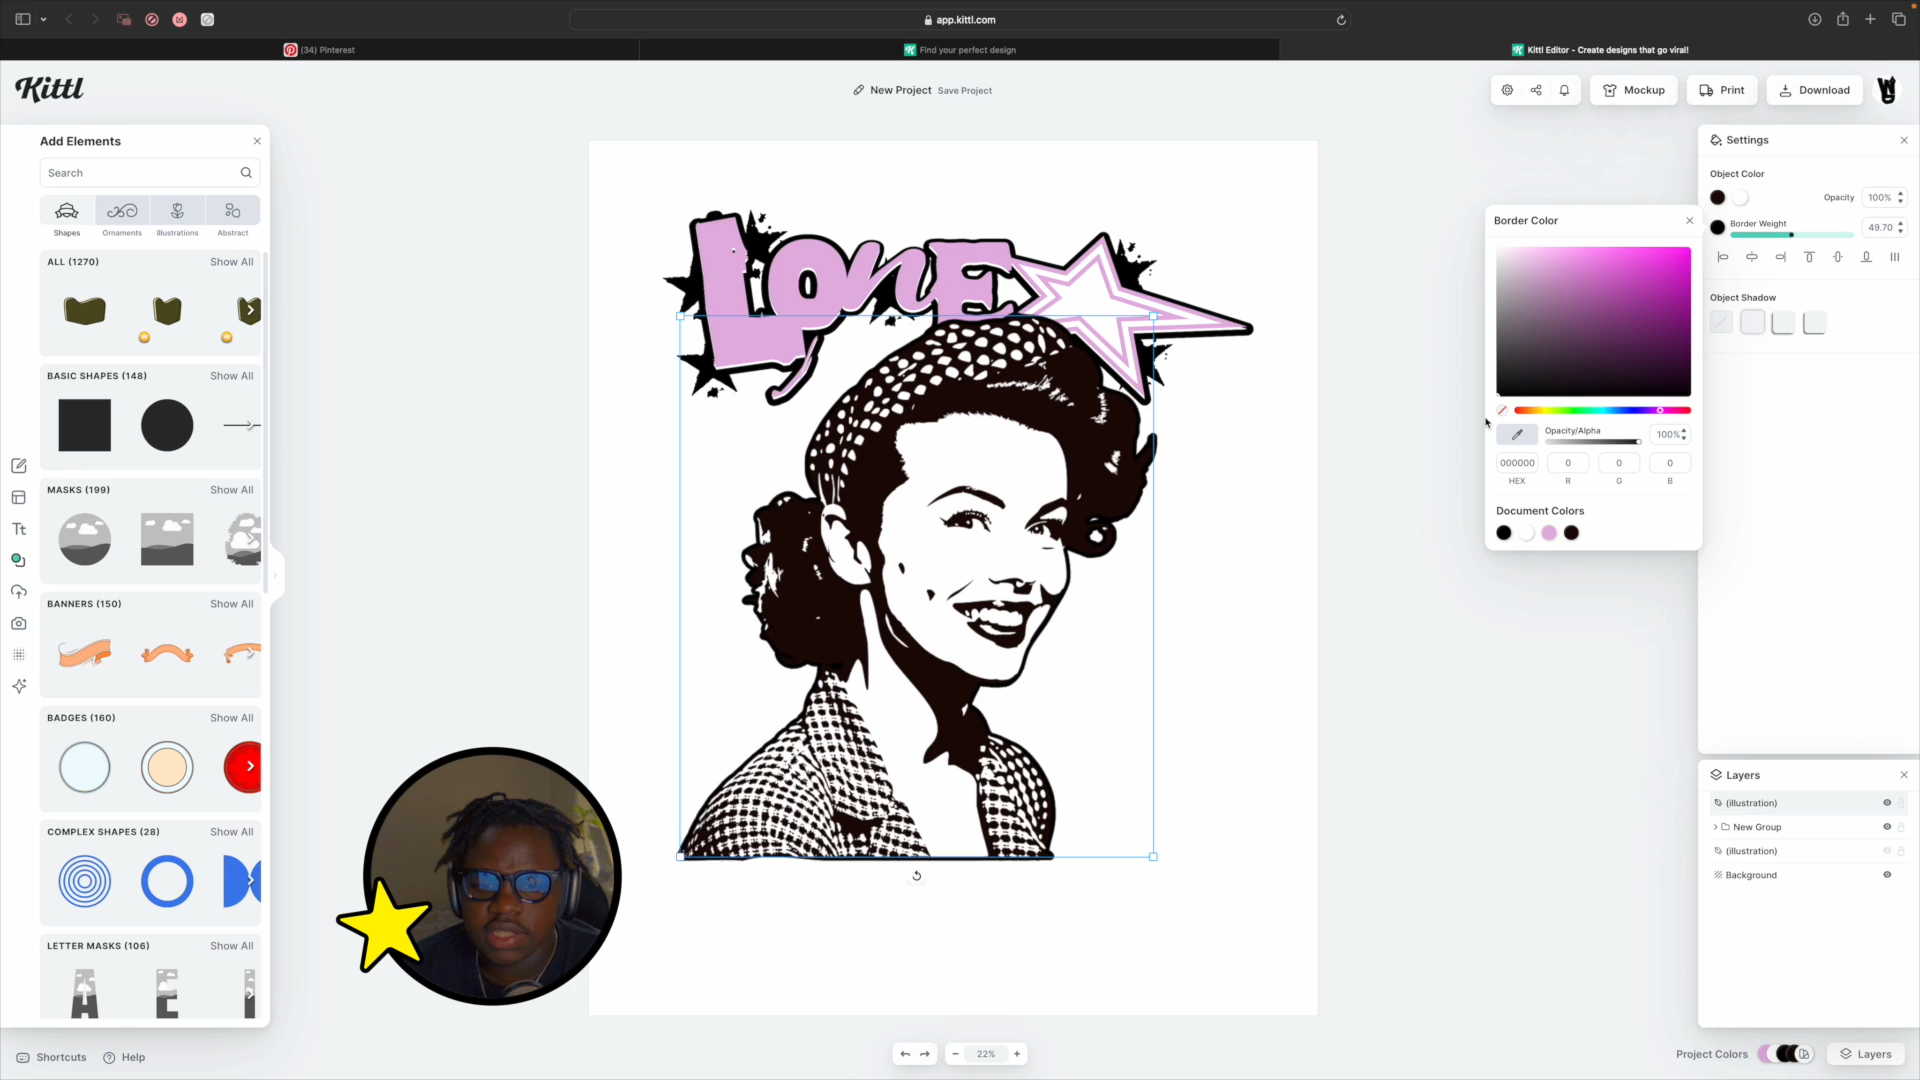 app.kittl.com
(34) Pinterest
Find your perfect design
Kittl Editor - Create designs that go viral!
Kittl
New Project Save Project
Mockup
Print
Download
Add Elements
Search
Shapes
Ornaments
Illustrations
Abstract
ALL (1270) Show All
BASIC SHAPES (148) Show All
MASKS (199) Show All
BANNERS (150) Show All
BADGES (160) Show All
COMPLEX SHAPES (28) Show All
LETTER MASKS (106) Show All
A E I
Tt
LonE
Border Color
Opacity/Alpha
100%
000000 0 0 0
HEX R G B
Document Colors
Settings
Object Color
Opacity 100%
Border Weight 49.70
Object Shadow
Layers
(illustration)
New Group
(illustration)
Background
Shortcuts
Help
22%
Project Colors
Layers